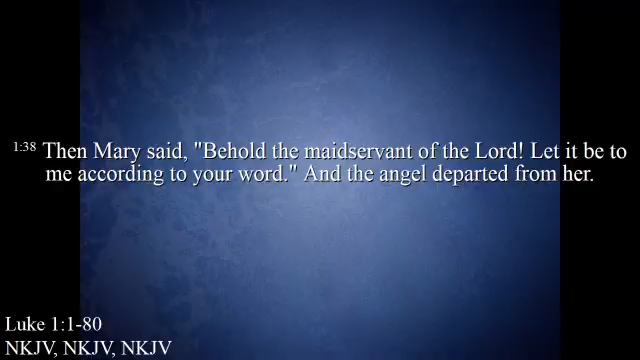 1:38 Then Mary said, "Behold the maidservant of the Lord! Let it be to
me according to your word." And the angel departed from her.
Luke 1:1-80
NKJV, NKJV, NKJV